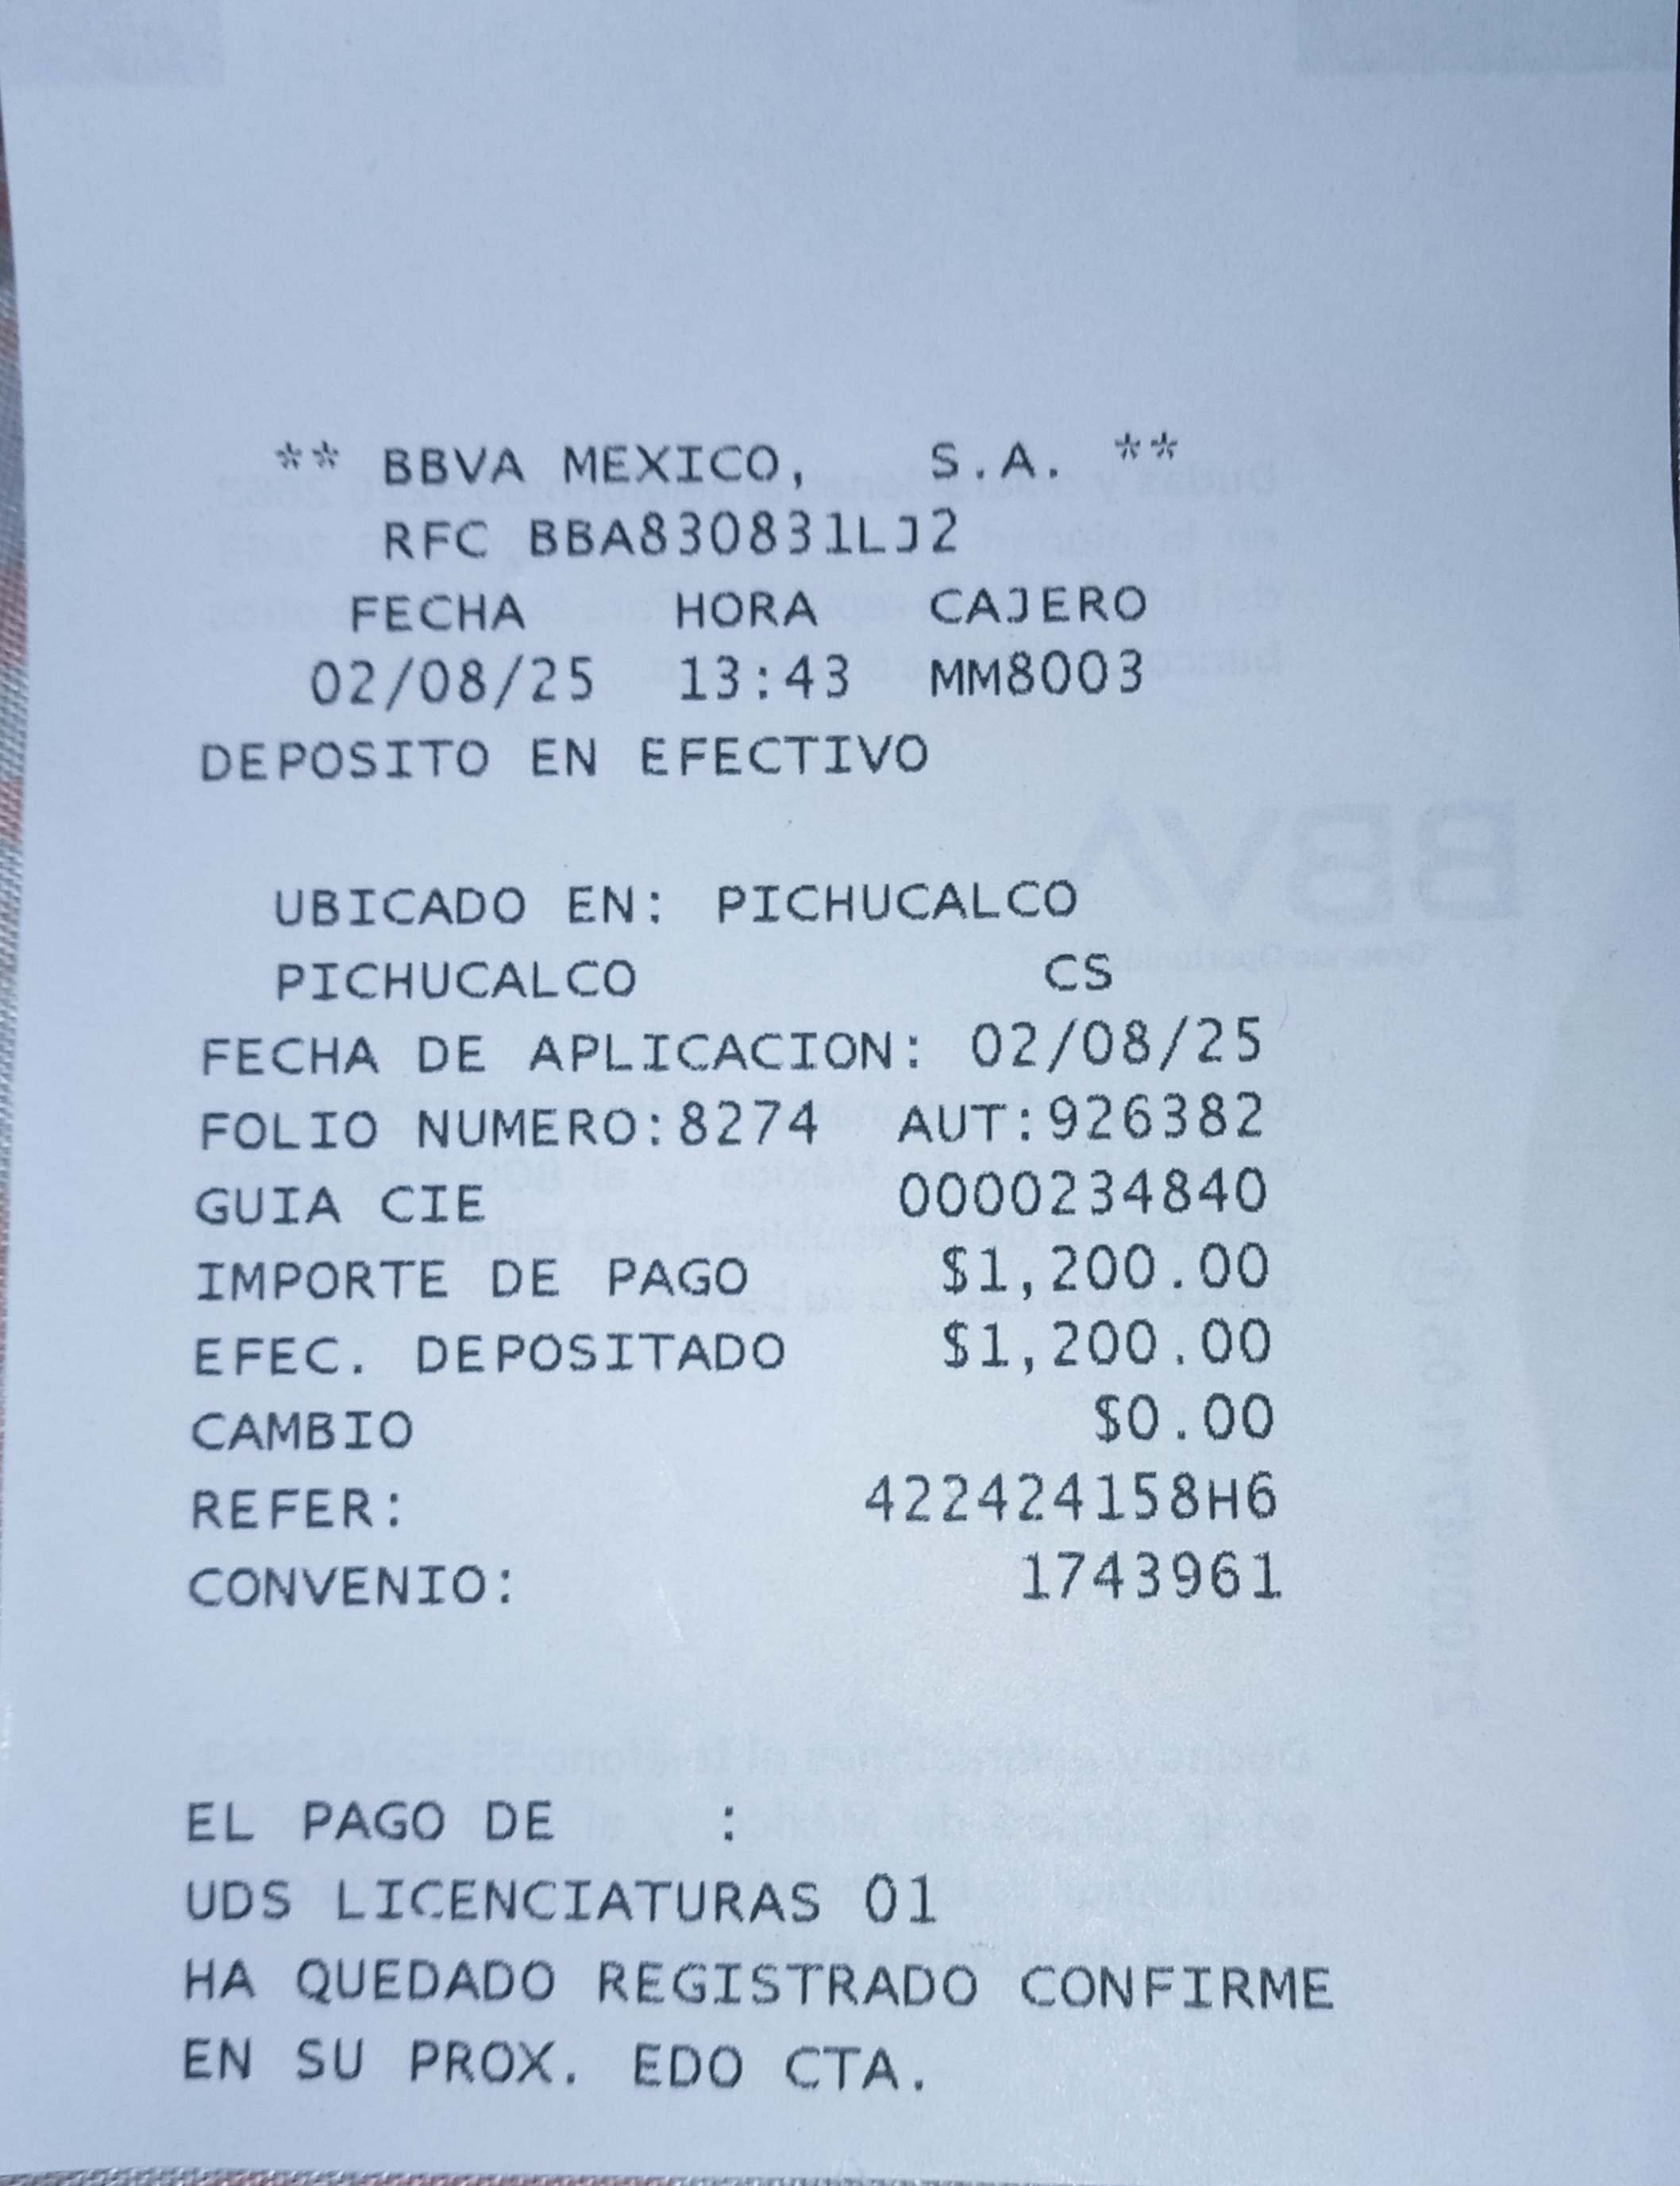 ** BBVA MEXICO, S.A. **
RFC BBA830831LJ2
FECHA HORA CAJERO
02/08/25 13:43 MM8003
DEPOSITO EN EFECTIVO
UBICADO EN: PICHUCALCO
PICHUCALCO CS
FECHA DE APLICACION: 02/08/25
FOLIO NUMERO:8274 AUT:926382
GUIA CIE 0000234840
IMPORTE DE PAGO $1,200.00
EFEC. DEPOSITADO $1,200.00
CAMBIO $0.00
REFER: 422424158H6
CONVENIO: 1743961
EL PAGO DE :
UDS LICENCIATURAS 01
HA QUEDADO REGISTRADO CONFIRME
EN SU PROX. EDO CTA.
BBVA